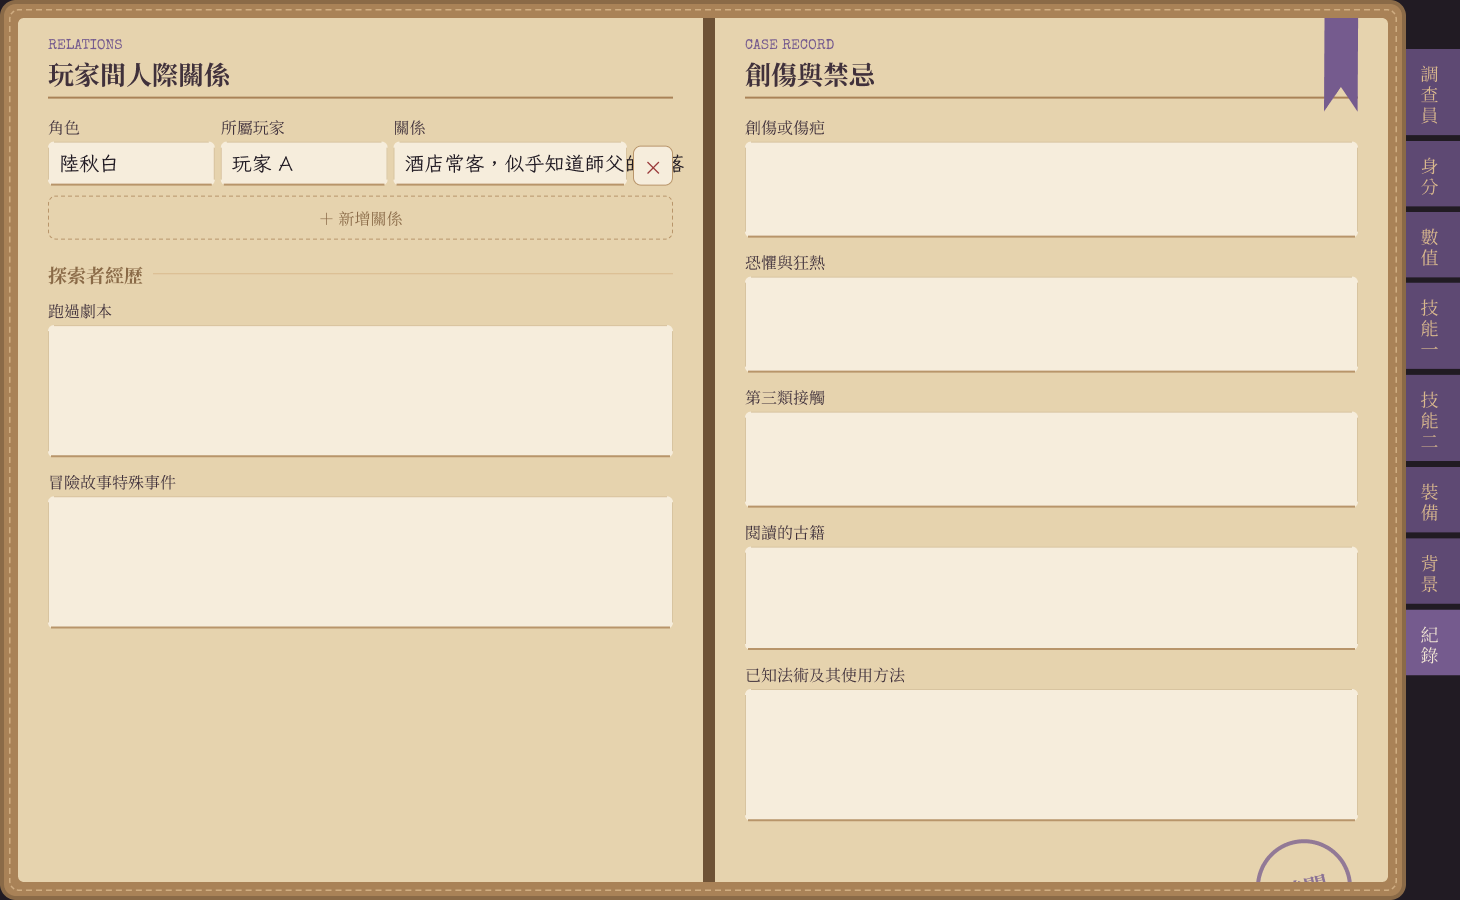 RELATIONS
玩家間人際關係
角色
所屬玩家
關係
陸秋白
玩家 A
酒店常客，似乎知道師父的
落
×
＋ 新增關係
探索者經歷
跑過劇本
冒險故事特殊事件
CASE RECORD
創傷與禁忌
創傷或傷疤
恐懼與狂熱
第三類接觸
閱讀的古籍
已知法術及其使用方法
調查員
身分
數值
技能一
技能二
裝備
背景
紀錄